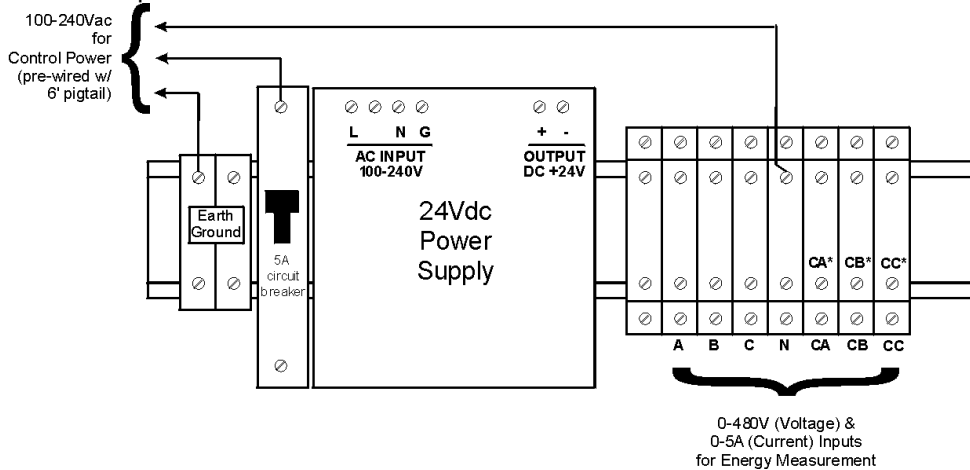 100-240Vac
for
Control Power
(pre-wired w/
6' pigtail)
L N G
AC INPUT
100-240V
+ -
OUTPUT
DC +24V
24Vdc
Power
Supply
Earth
Ground
5A
circuit
breaker
CA* CB* CC*
A B C N CA CB CC
0-480V (Voltage) &
0-5A (Current) Inputs
for Energy Measurement